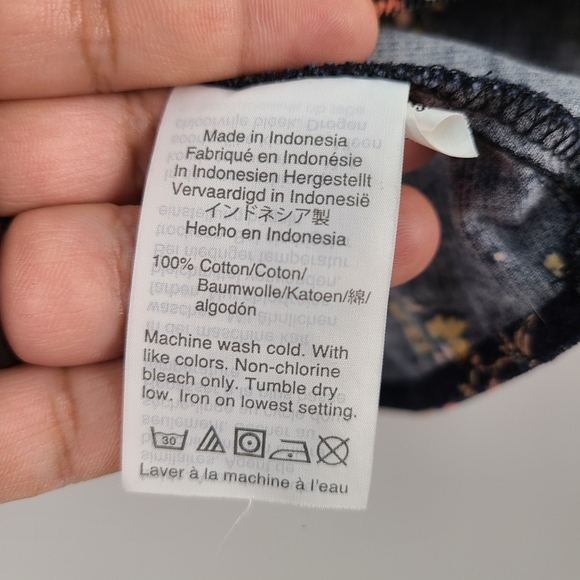 Made in Indonesia
Fabriqué en Indonésie
In Indonesien Hergestellt
Vervaardigd in Indonesië
インドネシア製
Hecho en Indonesia
100% Cotton/Coton/
Baumwolle/Katoen/綿/
algodón
Machine wash cold. With
like colors. Non-chlorine
bleach only. Tumble dry
low. Iron on lowest setting.
30
Laver à la machine à l'eau